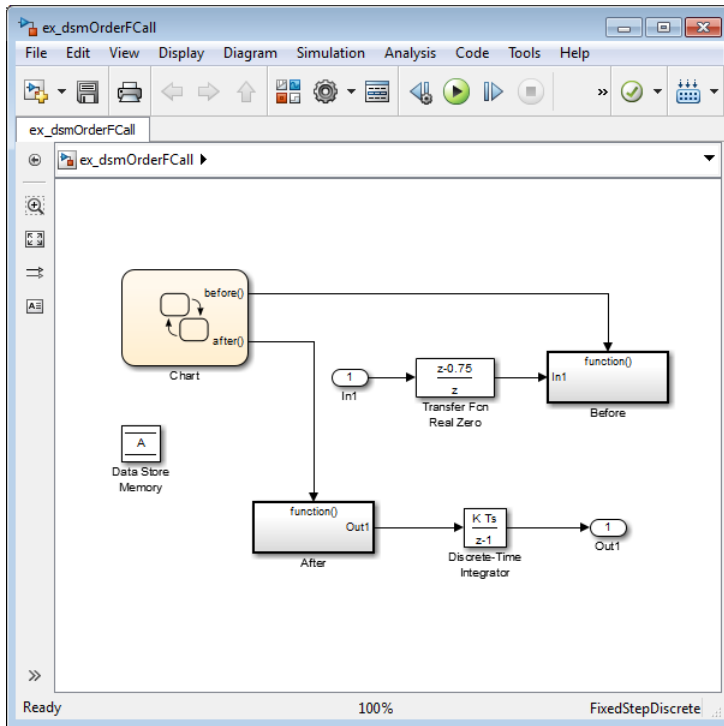 ex_dsmOrderFCall
File Edit View Display Diagram Simulation Analysis Code Tools Help
»
ex_dsmOrderFCall
ex_dsmOrderFCall
before()
after()
Chart
function()
In1
Before
1
In1
z-0.75
z
Transfer Fcn
Real Zero
A
Data Store
Memory
function()
Out1
After
K Ts
z-1
Discrete-Time
Integrator
1
Out1
A
»
Ready 100% FixedStepDiscrete